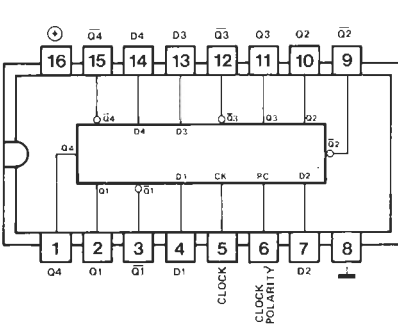 ⊕ Q̅4 D4 D3 Q̅3 Q3 Q2 Q̅2
16 15 14 13 12 11 10 9
Q̅4 Q̅3 Q3 Q2
D4 D3
Q4 Q̅2
D1 CK PC D2
Q1 Q̅1
1 2 3 4 5 6 7 8
Q4 Q1 Q̅1 D1 CLOCK CLOCK POLARITY D2